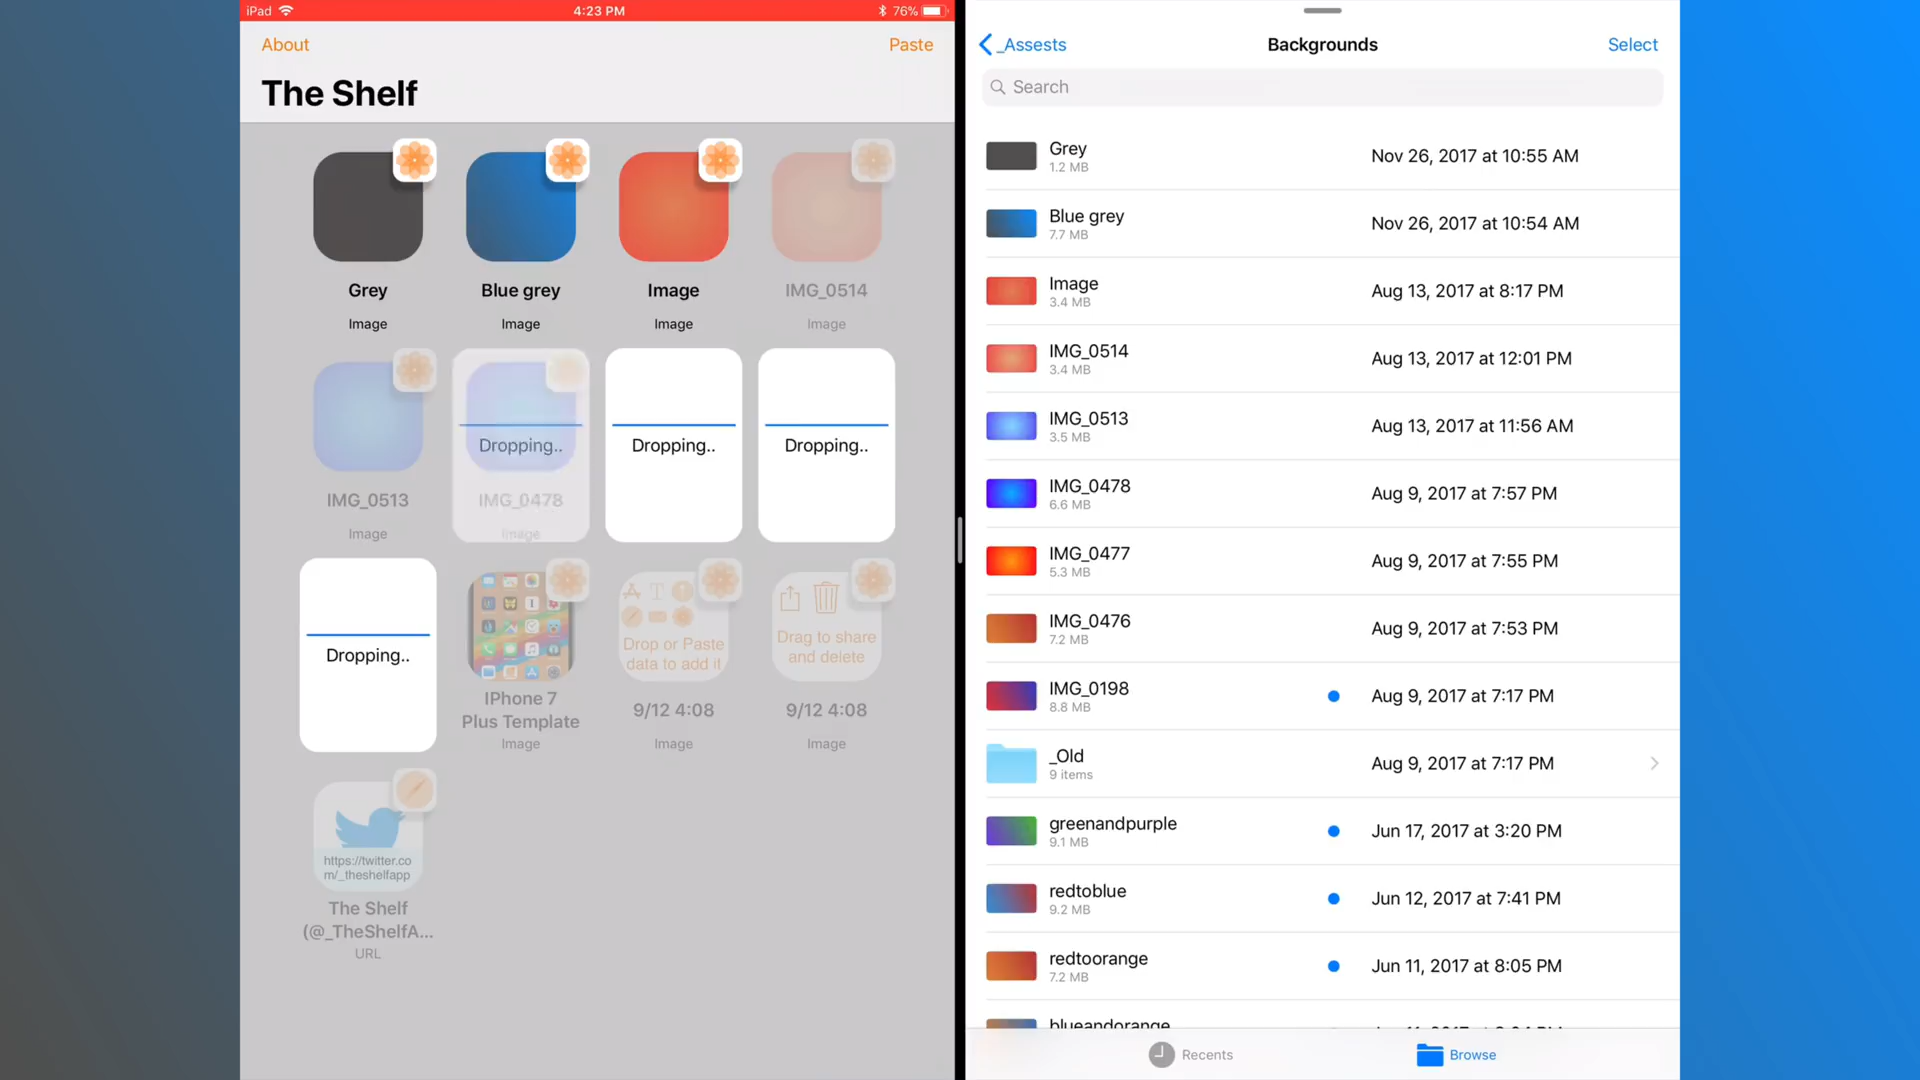 iPad
4:23 PM
76%
About
Paste
The Shelf
Grey
Image
Blue grey
Image
Image
Image
IMG_0514
Image
IMG_0513
Image
Dropping..
IMG_0478
Image
Dropping..
Dropping..
Dropping..
IPhone 7
Plus Template
Image
Drop or Paste
data to add it
9/12 4:08
Image
Drag to share
and delete
9/12 4:08
Image
https://twitter.co
m/_theshelfapp
The Shelf
(@_TheShelfA...
URL
_Assests
Backgrounds
Select
Search
Grey
1.2 MB
Nov 26, 2017 at 10:55 AM
Blue grey
7.7 MB
Nov 26, 2017 at 10:54 AM
Image
3.4 MB
Aug 13, 2017 at 8:17 PM
IMG_0514
3.4 MB
Aug 13, 2017 at 12:01 PM
IMG_0513
3.5 MB
Aug 13, 2017 at 11:56 AM
IMG_0478
6.6 MB
Aug 9, 2017 at 7:57 PM
IMG_0477
5.3 MB
Aug 9, 2017 at 7:55 PM
IMG_0476
7.2 MB
Aug 9, 2017 at 7:53 PM
IMG_0198
8.8 MB
Aug 9, 2017 at 7:17 PM
_Old
9 items
Aug 9, 2017 at 7:17 PM
greenandpurple
9.1 MB
Jun 17, 2017 at 3:20 PM
redtoblue
9.2 MB
Jun 12, 2017 at 7:41 PM
redtoorange
7.2 MB
Jun 11, 2017 at 8:05 PM
blueandorange
Recents
Browse